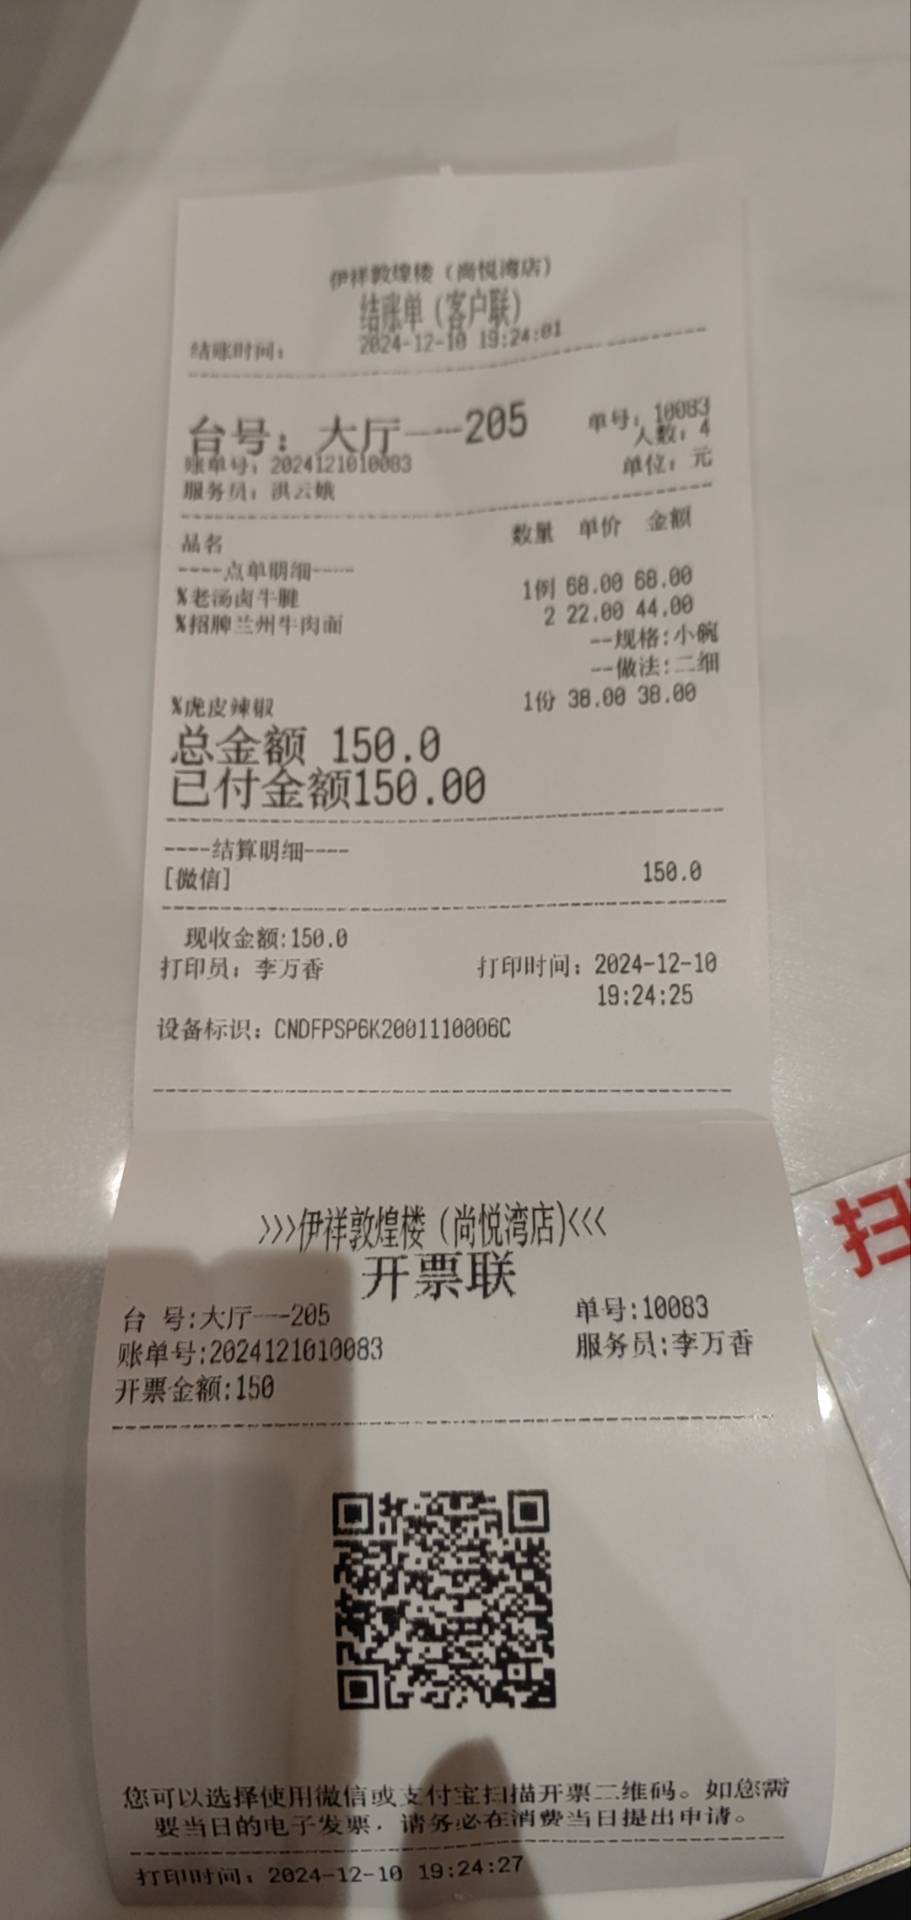 伊祥敦煌楼（尚悦湾店）
结账单（客户联）
结账时间： 2024-12-10 19:24:01
台号：大厅——205 单号：10083
人数：4
账单号：2024121010083 单位：元
服务员：洪云娥
品名 数量 单价 金额
----点单明细----
%老汤卤牛腱 1例 68.00 68.00
%招牌兰州牛肉面 2 22.00 44.00
--规格:小碗
--做法:二细
%虎皮辣椒 1份 38.00 38.00
总金额 150.0
已付金额150.00
----结算明细----
[微信] 150.0
现收金额:150.0
打印员：李万香 打印时间：2024-12-10
19:24:25
设备标识：CNDFPSP6K2001110006C
>>>伊祥敦煌楼（尚悦湾店）<<<
开票联
台 号:大厅——205 单号:10083
账单号:2024121010083 服务员:李万香
开票金额:150
您可以选择使用微信或支付宝扫描开票二维码。如您需
要当日的电子发票，请务必在消费当日提出申请。
打印时间：2024-12-10 19:24:27
扫